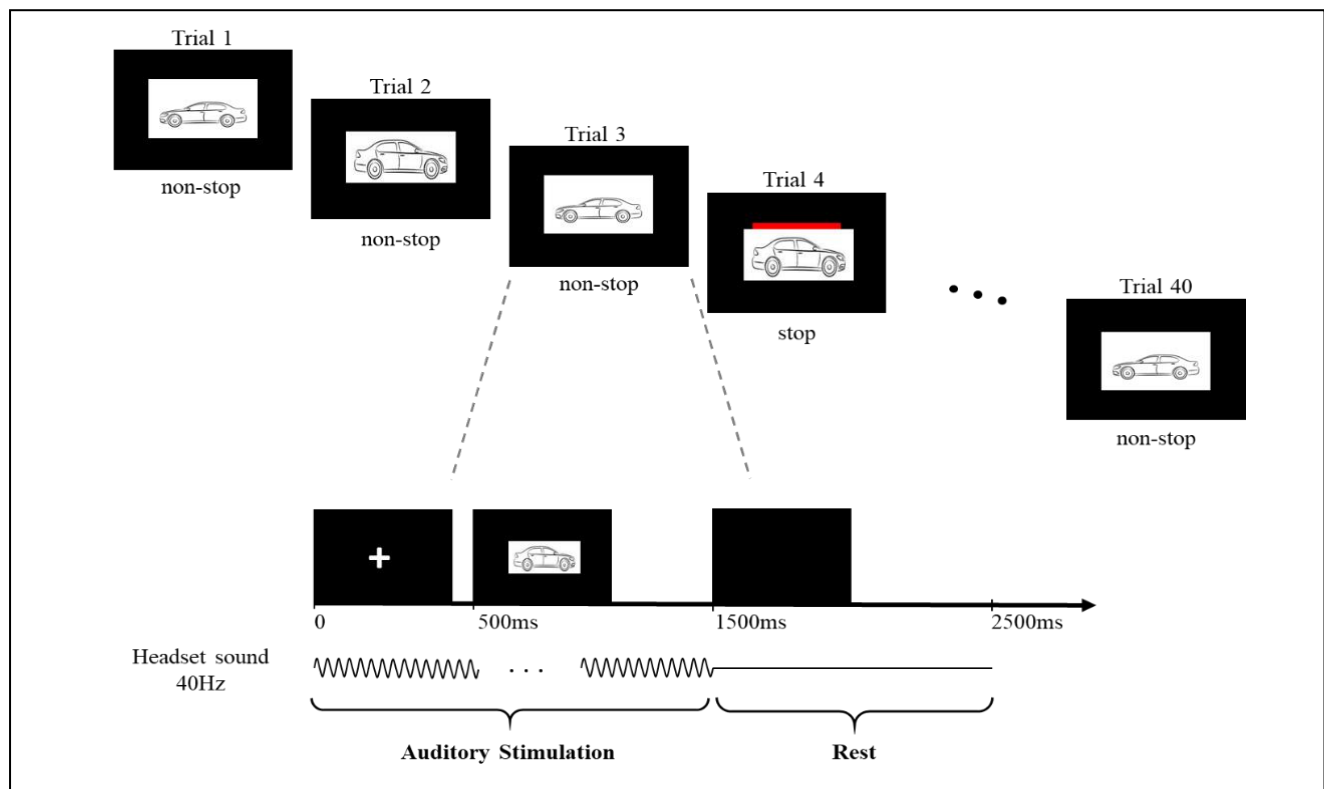 Trial 1
non-stop
Trial 2
non-stop
Trial 3
non-stop
Trial 4
stop
Trial 40
non-stop
0
500ms
1500ms
2500ms
Headset sound
40Hz
Auditory Stimulation
Rest